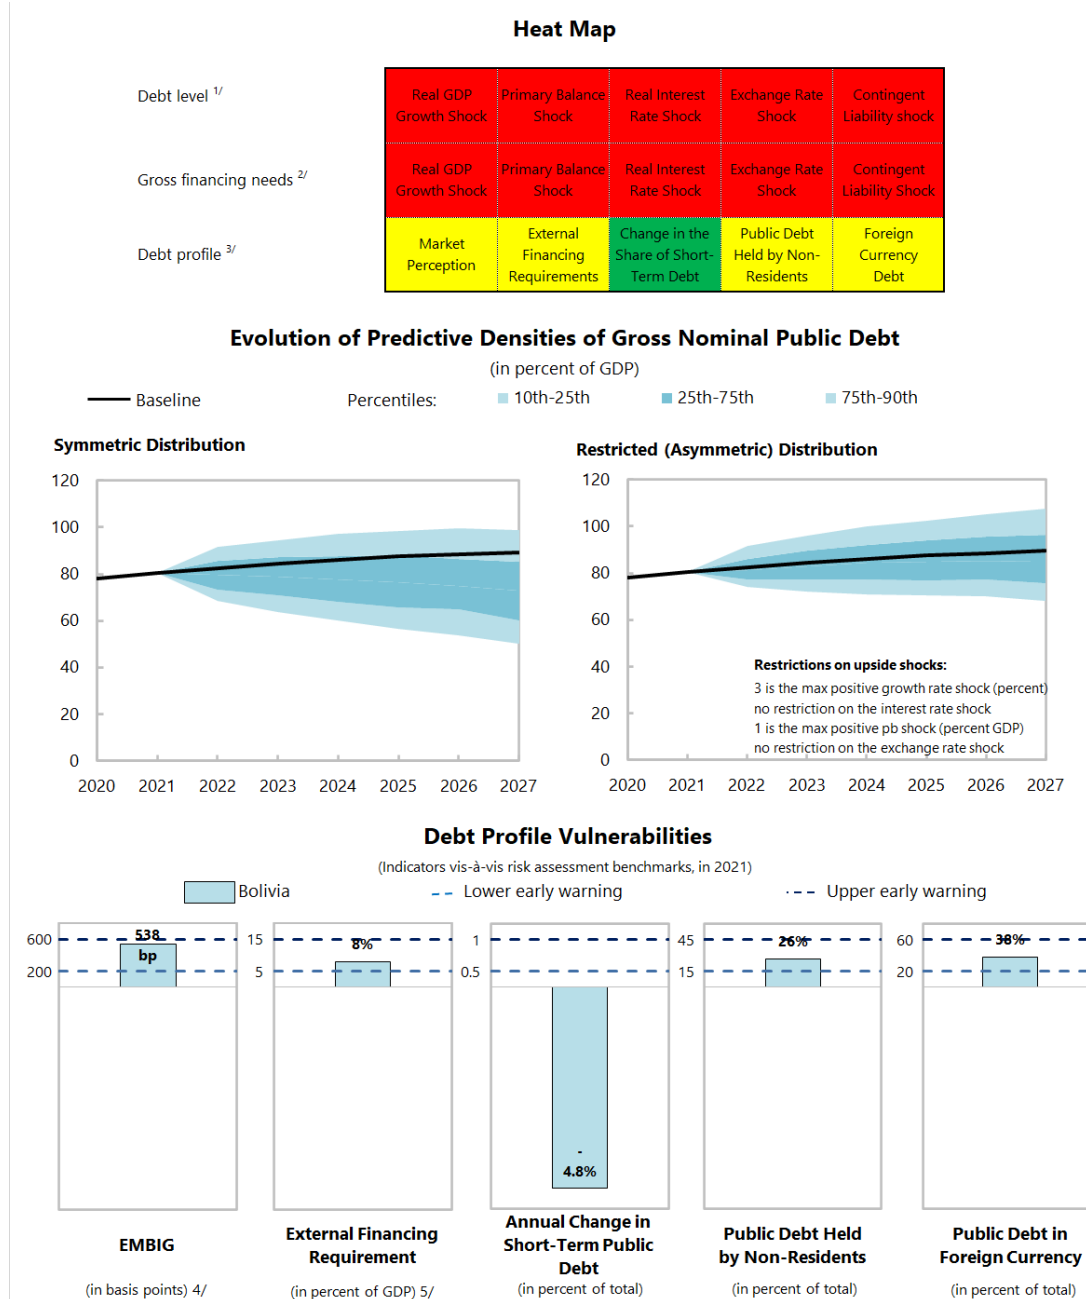 Heat Map
Debt level 1/
Real GDP Growth Shock
Primary Balance Shock
Real Interest Rate Shock
Exchange Rate Shock
Contingent Liability shock
Gross financing needs 2/
Real GDP Growth Shock
Primary Balance Shock
Real Interest Rate Shock
Exchange Rate Shock
Contingent Liability Shock
Debt profile 3/
Market Perception
External Financing Requirements
Change in the Share of Short-Term Debt
Public Debt Held by Non-Residents
Foreign Currency Debt
Evolution of Predictive Densities of Gross Nominal Public Debt
(in percent of GDP)
Baseline
Percentiles:
10th-25th
25th-75th
75th-90th
Symmetric Distribution
120
100
80
60
40
20
0
2020 2021 2022 2023 2024 2025 2026 2027
Restricted (Asymmetric) Distribution
120
100
80
60
40
20
0
Restrictions on upside shocks:
3 is the max positive growth rate shock (percent)
no restriction on the interest rate shock
1 is the max positive pb shock (percent GDP)
no restriction on the exchange rate shock
2020 2021 2022 2023 2024 2025 2026 2027
Debt Profile Vulnerabilities
(Indicators vis-à-vis risk assessment benchmarks, in 2021)
Bolivia
Lower early warning
Upper early warning
600
200
538
bp
EMBIG
(in basis points) 4/
15
5
8%
External Financing
Requirement
(in percent of GDP) 5/
1
0.5
-
4.8%
Annual Change in
Short-Term Public
Debt
(in percent of total)
45
15
26%
Public Debt Held
by Non-Residents
(in percent of total)
60
20
38%
Public Debt in
Foreign Currency
(in percent of total)